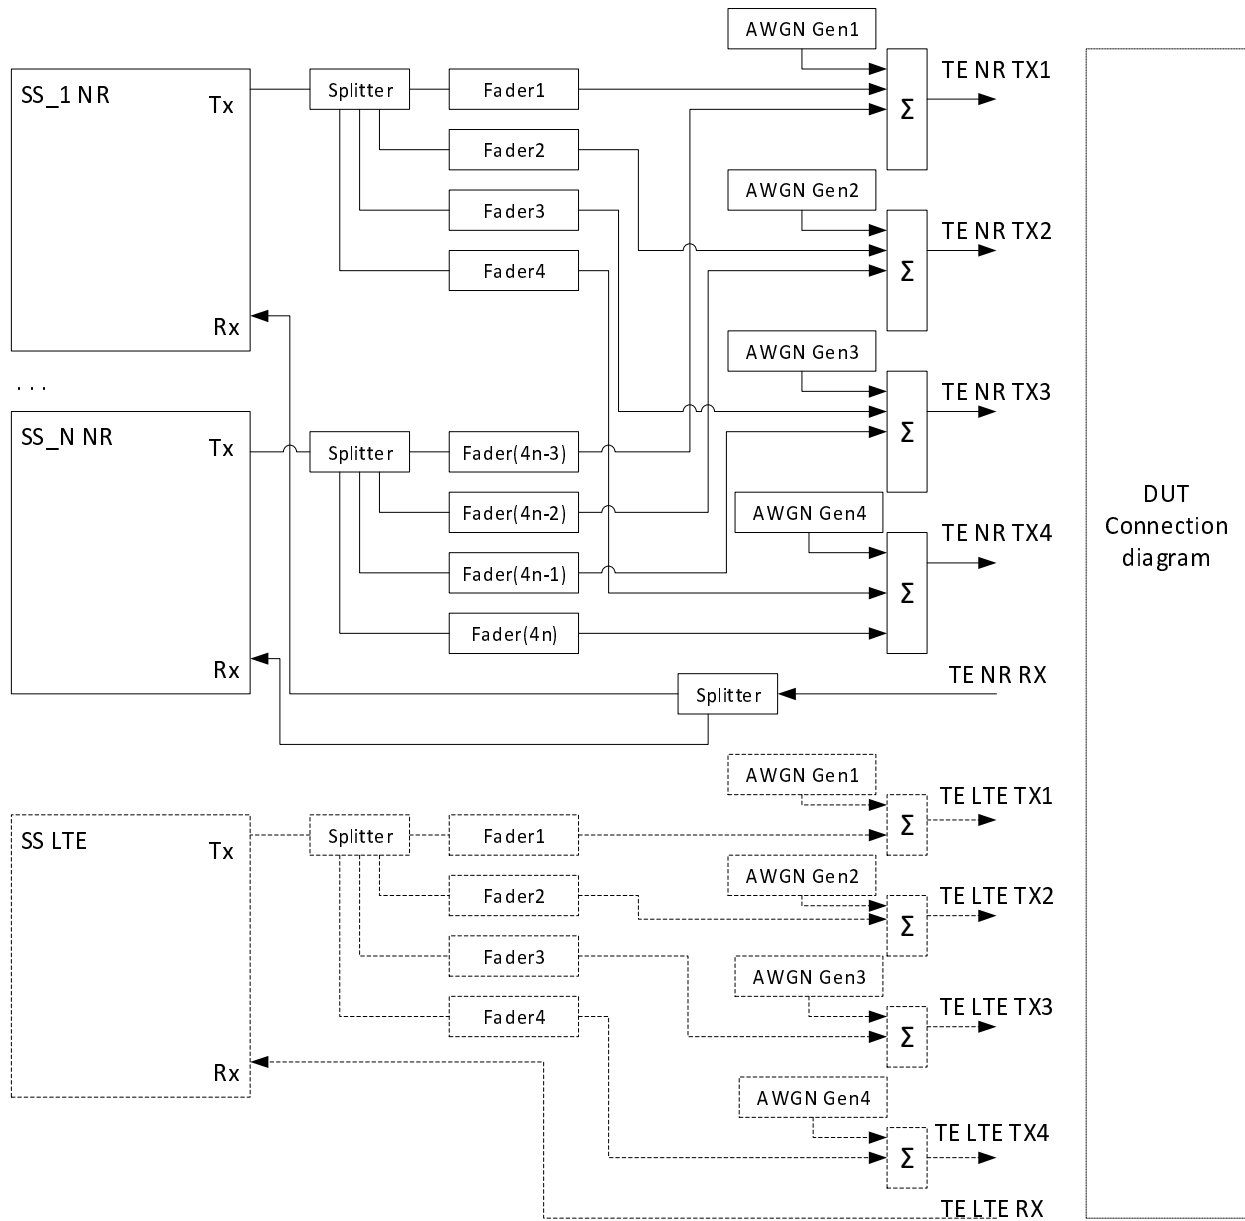 AWGN Gen1
TE NR TX1
SS_1 NR
Tx
Splitter
Fader1
Σ
Fader2
AWGN Gen2
TE NR TX2
Fader3
Fader4
Σ
Rx
AWGN Gen3
TE NR TX3
. . .
SS_N NR
Tx
Splitter
Fader(4n-3)
Σ
Fader(4n-2)
AWGN Gen4
TE NR TX4
DUT
Connection
diagram
Fader(4n-1)
Σ
Fader(4n)
Rx
TE NR RX
Splitter
AWGN Gen1
TE LTE TX1
SS LTE
Tx
Splitter
Fader1
Σ
AWGN Gen2
TE LTE TX2
Fader2
Σ
Fader3
AWGN Gen3
TE LTE TX3
Fader4
Σ
Rx
AWGN Gen4
TE LTE TX4
Σ
TE LTE RX